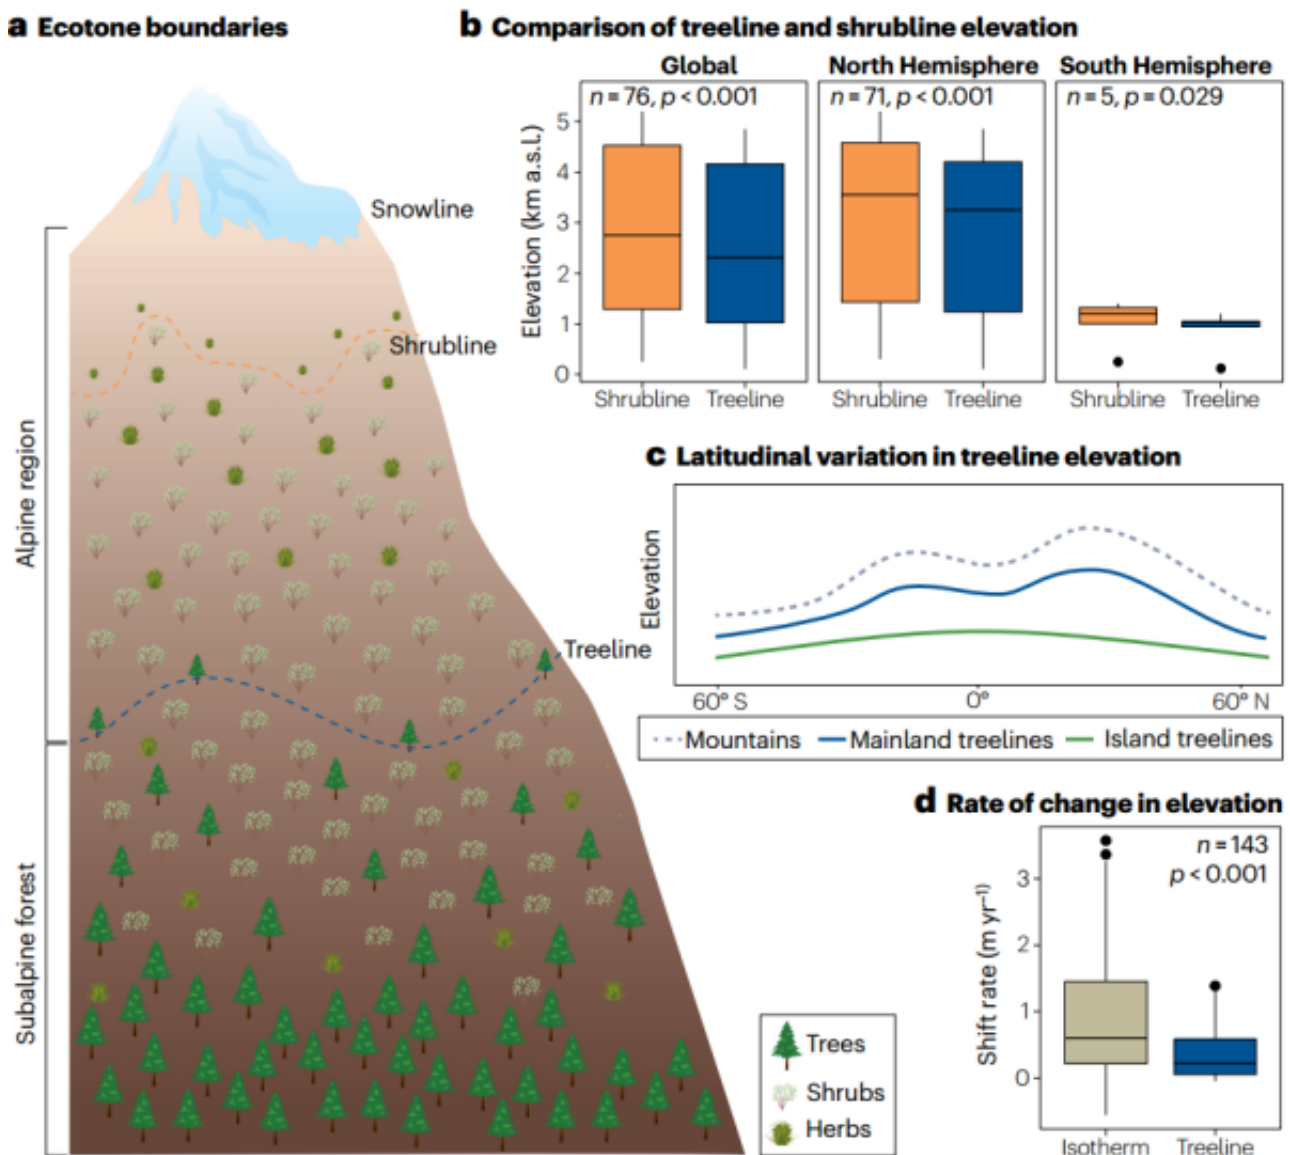 a Ecotone boundaries
Snowline
Shrubline
Treeline
Alpine region
Subalpine forest
Trees
Shrubs
Herbs
b Comparison of treeline and shrubline elevation
Global
North Hemisphere
South Hemisphere
n = 76, p < 0.001
n = 71, p < 0.001
n = 5, p = 0.029
Elevation (km a.s.l.)
5
4
3
2
1
0
Shrubline Treeline
Shrubline Treeline
Shrubline Treeline
c Latitudinal variation in treeline elevation
Elevation
60° S 0° 60° N
Mountains Mainland treelines Island treelines
d Rate of change in elevation
n = 143
p < 0.001
Shift rate (m yr⁻¹)
3
2
1
0
Isotherm Treeline